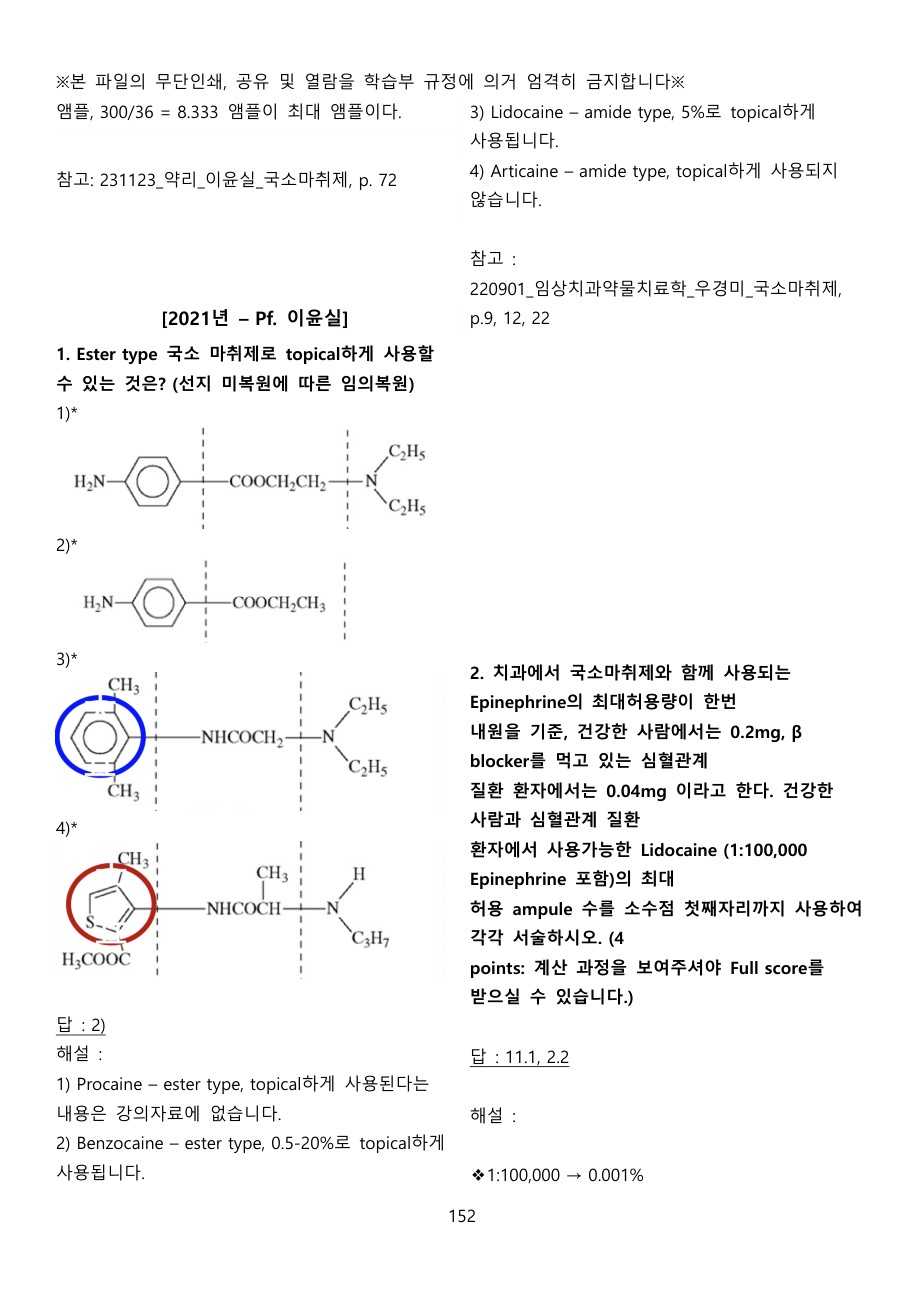 ※본 파일의 무단인쇄, 공유 및 열람을 학습부 규정에 의거 엄격히 금지합니다※
앰플, 300/36 = 8.333 앰플이 최대 앰플이다.
참고: 231123_약리_이윤실_국소마취제, p. 72
[2021년 – Pf. 이윤실]
1. Ester type 국소 마취제로 topical하게 사용할
수 있는 것은? (선지 미복원에 따른 임의복원)
1)*
C2H5
H2N COOCH2CH2 N
C2H5
2)*
H2N COOCH2CH3
3)*
CH3
C2H5
NHCOCH2 N
C2H5
CH3
4)*
CH3
CH3 H
S NHCOCH N
C3H7
H3COOC
답 : 2)
해설 :
1) Procaine – ester type, topical하게 사용된다는
내용은 강의자료에 없습니다.
2) Benzocaine – ester type, 0.5-20%로 topical하게
사용됩니다.
3) Lidocaine – amide type, 5%로 topical하게
사용됩니다.
4) Articaine – amide type, topical하게 사용되지
않습니다.
참고 :
220901_임상치과약물치료학_우경미_국소마취제,
p.9, 12, 22
2. 치과에서 국소마취제와 함께 사용되는
Epinephrine의 최대허용량이 한번
내원을 기준, 건강한 사람에서는 0.2mg, β
blocker를 먹고 있는 심혈관계
질환 환자에서는 0.04mg 이라고 한다. 건강한
사람과 심혈관계 질환
환자에서 사용가능한 Lidocaine (1:100,000
Epinephrine 포함)의 최대
허용 ampule 수를 소수점 첫째자리까지 사용하여
각각 서술하시오. (4
points: 계산 과정을 보여주셔야 Full score를
받으실 수 있습니다.)
답 : 11.1, 2.2
해설 :
❖1:100,000 → 0.001%
152